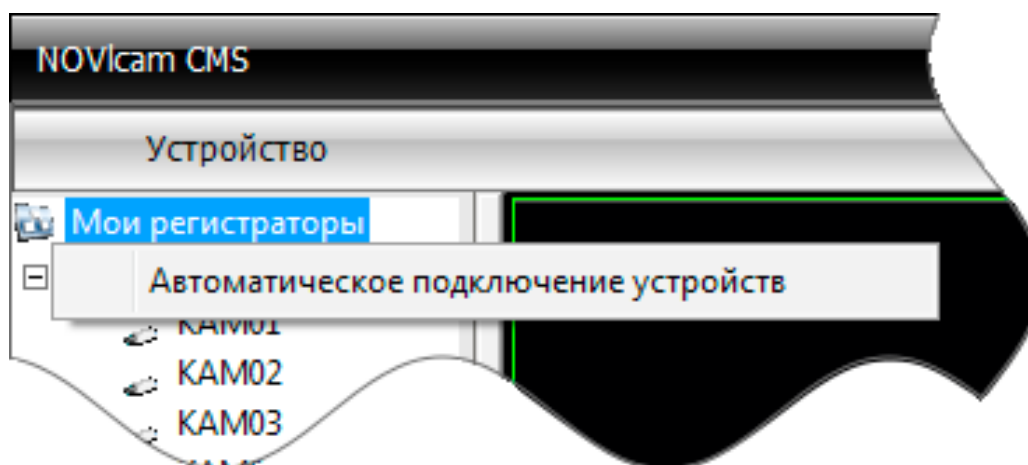 NOVIcam CMS
Устройство
Мои регистраторы
Автоматическое подключение устройств
КАМ01
КАМ02
КАМ03